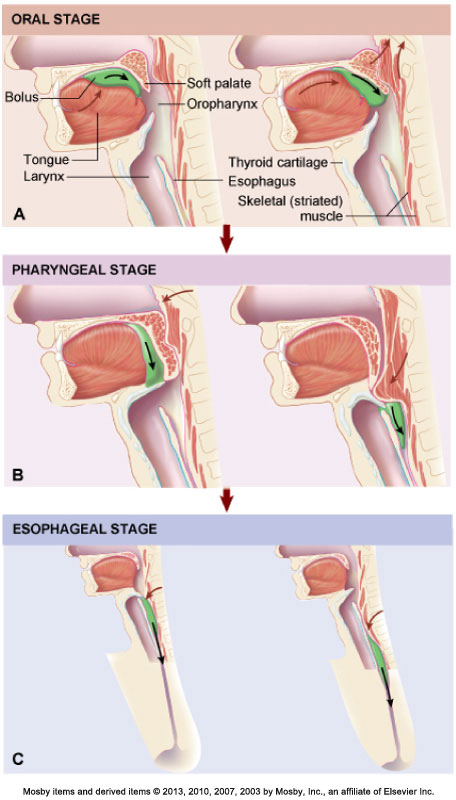 ORAL STAGE
Bolus
Soft palate
Oropharynx
Tongue
Larynx
Thyroid cartilage
Esophagus
Skeletal (striated)
muscle
A
PHARYNGEAL STAGE
B
ESOPHAGEAL STAGE
C
Mosby items and derived items © 2013, 2010, 2007, 2003 by Mosby, Inc., an affiliate of Elsevier Inc.